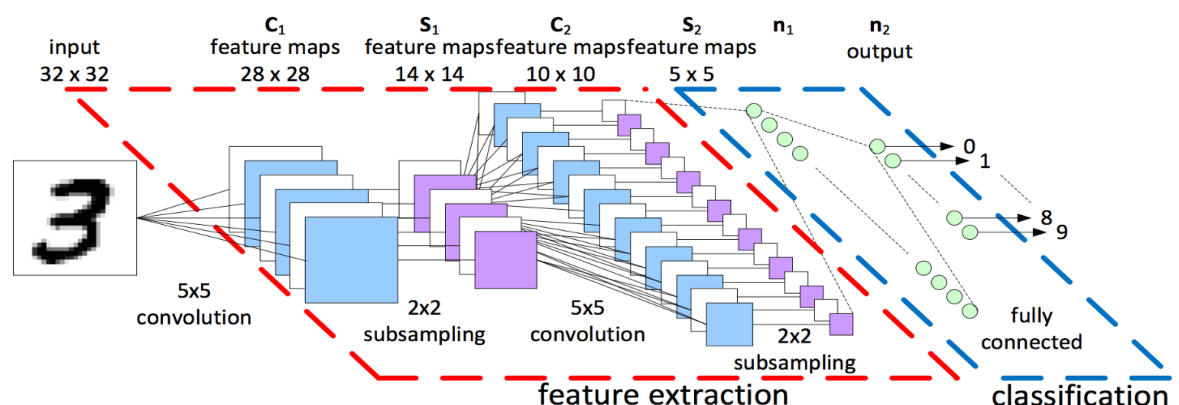 C1 S1 C2 S2 n1 n2
input feature maps feature maps feature maps feature maps output
32 x 32 28 x 28 14 x 14 10 x 10 5 x 5
0
1
8
9
5x5
convolution
2x2
subsampling
5x5
convolution
2x2
subsampling
fully
connected
feature extraction
classification